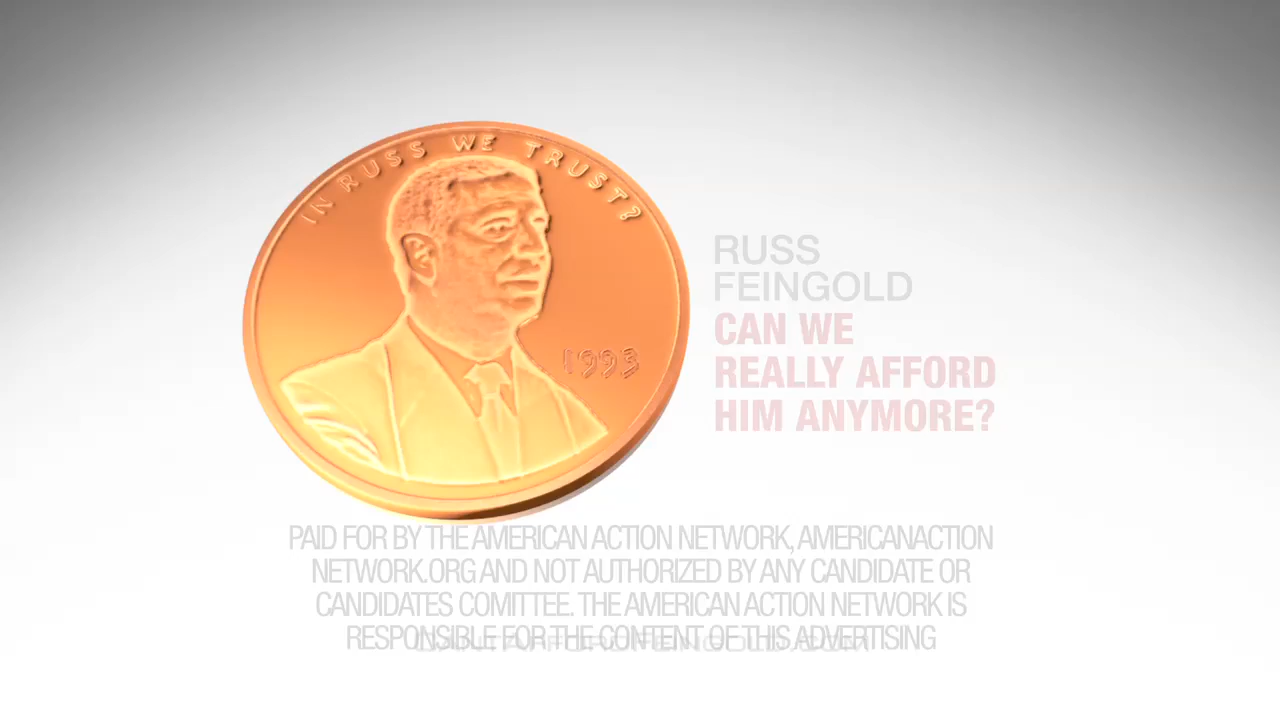 IN RUSS WE TRUST?
1993
RUSS
FEINGOLD
CAN WE
REALLY AFFORD
HIM ANYMORE?
PAID FOR BY THE AMERICAN ACTION NETWORK, AMERICANACTION
NETWORK.ORG AND NOT AUTHORIZED BY ANY CANDIDATE OR
CANDIDATES COMITTEE. THE AMERICAN ACTION NETWORK IS
RESPONSIBLE FOR THE CONTENT OF THIS ADVERTISING
CANTAFFORDFEINGOLD.COM